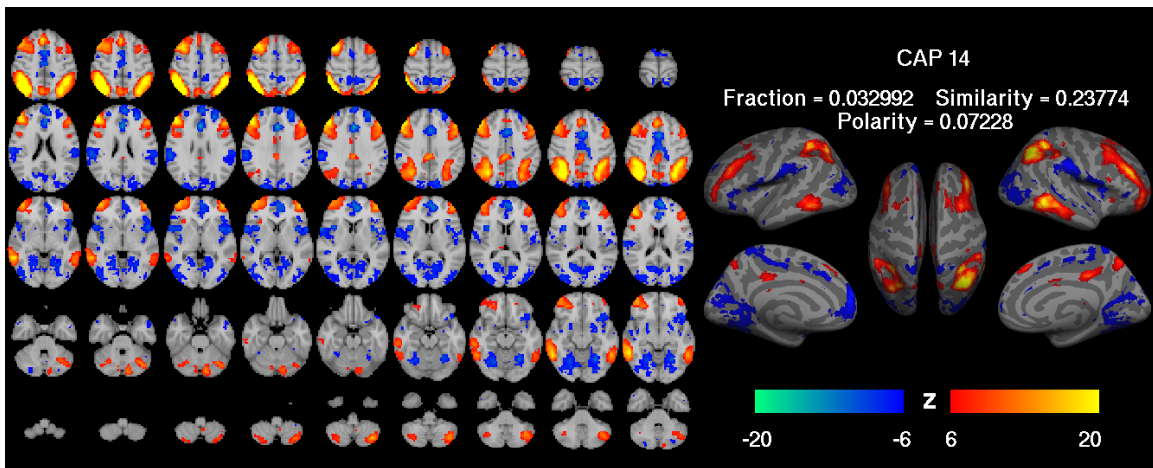 CAP 14
Fraction = 0.032992 Similarity = 0.23774
Polarity = 0.07228
z
-20 -6 6 20